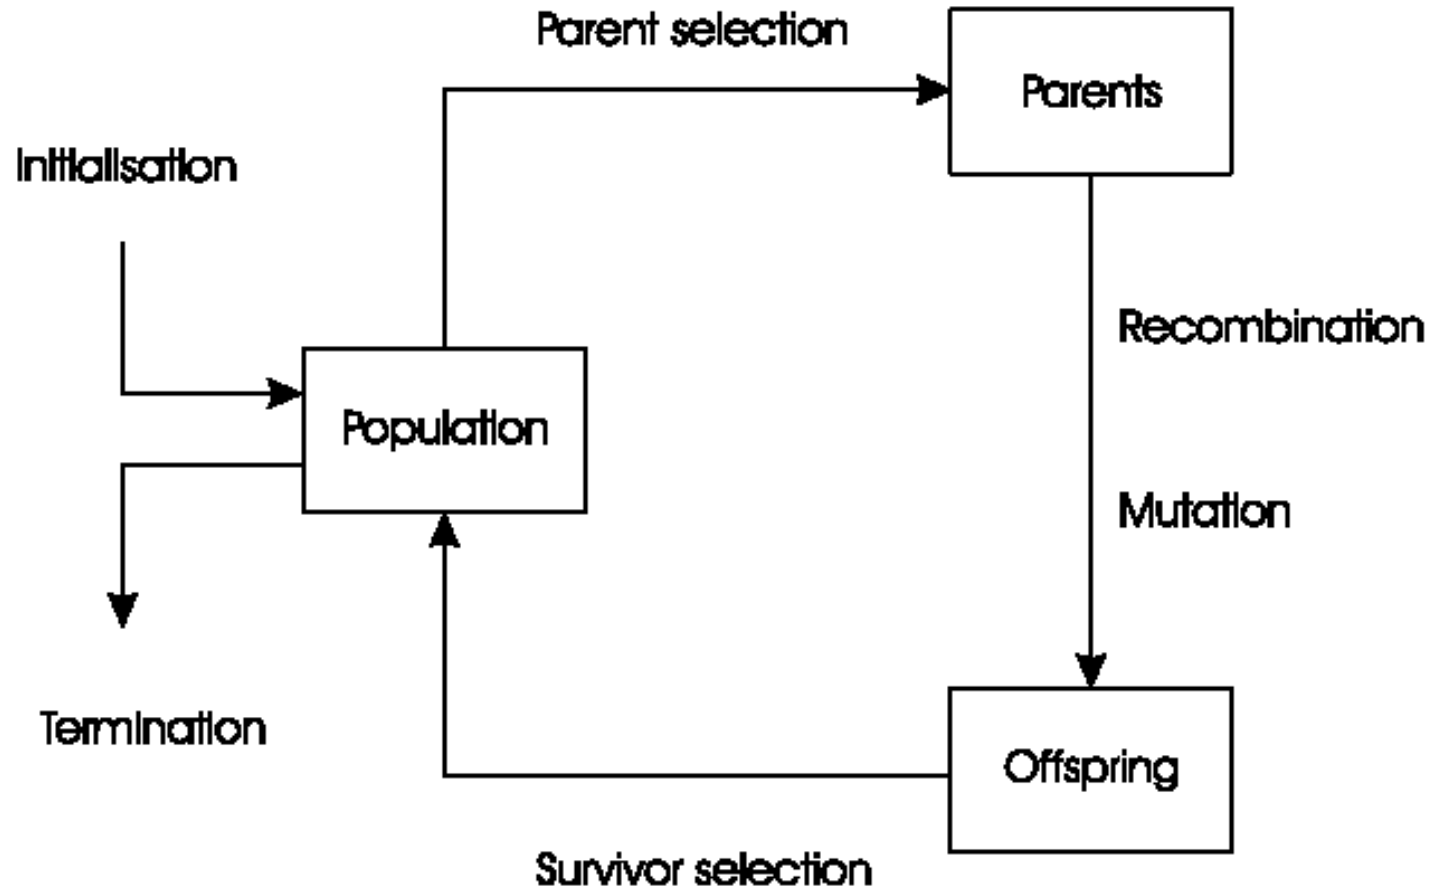 Parent selection
Parents
Initialisation
Recombination
Population
Mutation
Termination
Offspring
Survivor selection